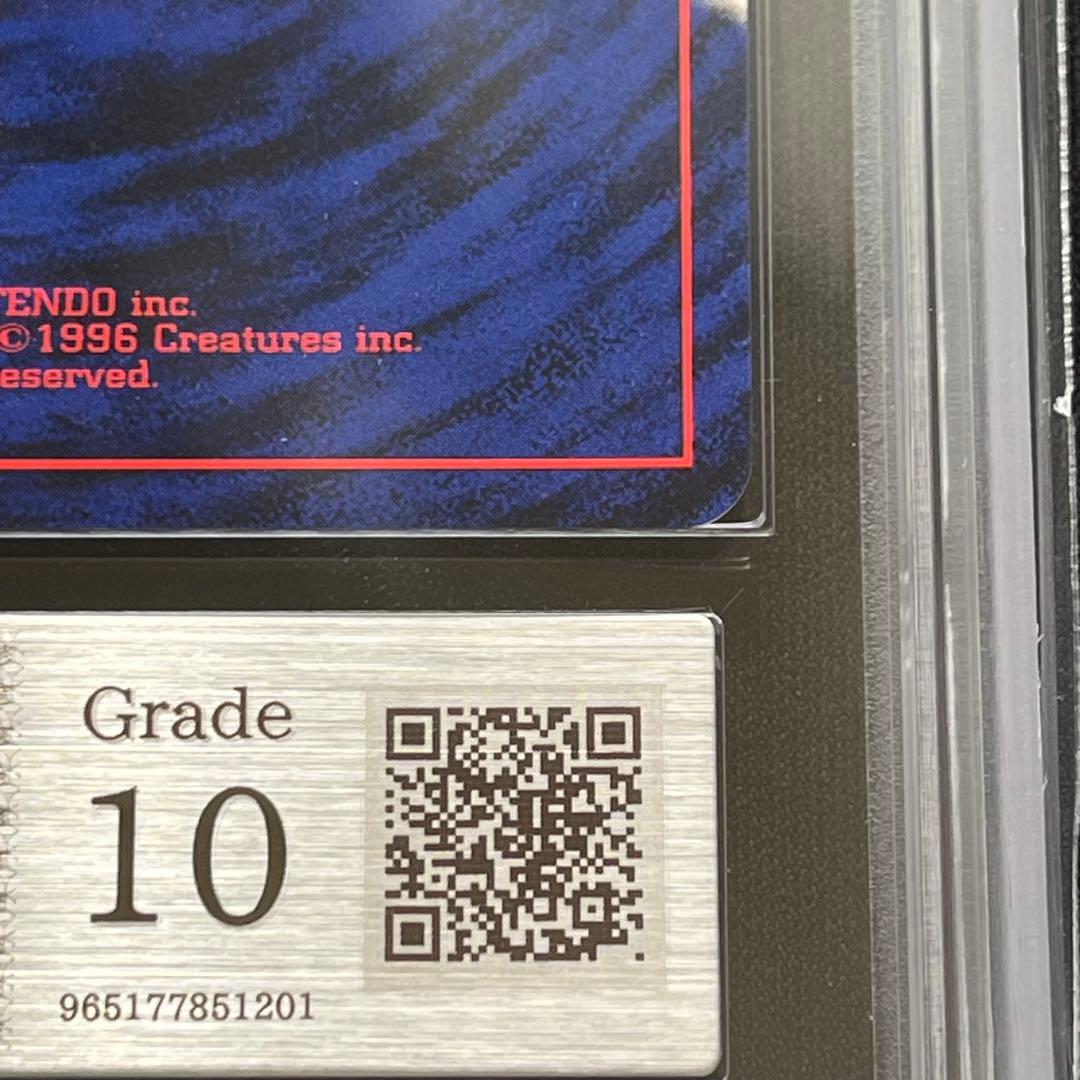 TENDO inc.
©1996 Creatures inc.
eserved.
Grade
10
965177851201